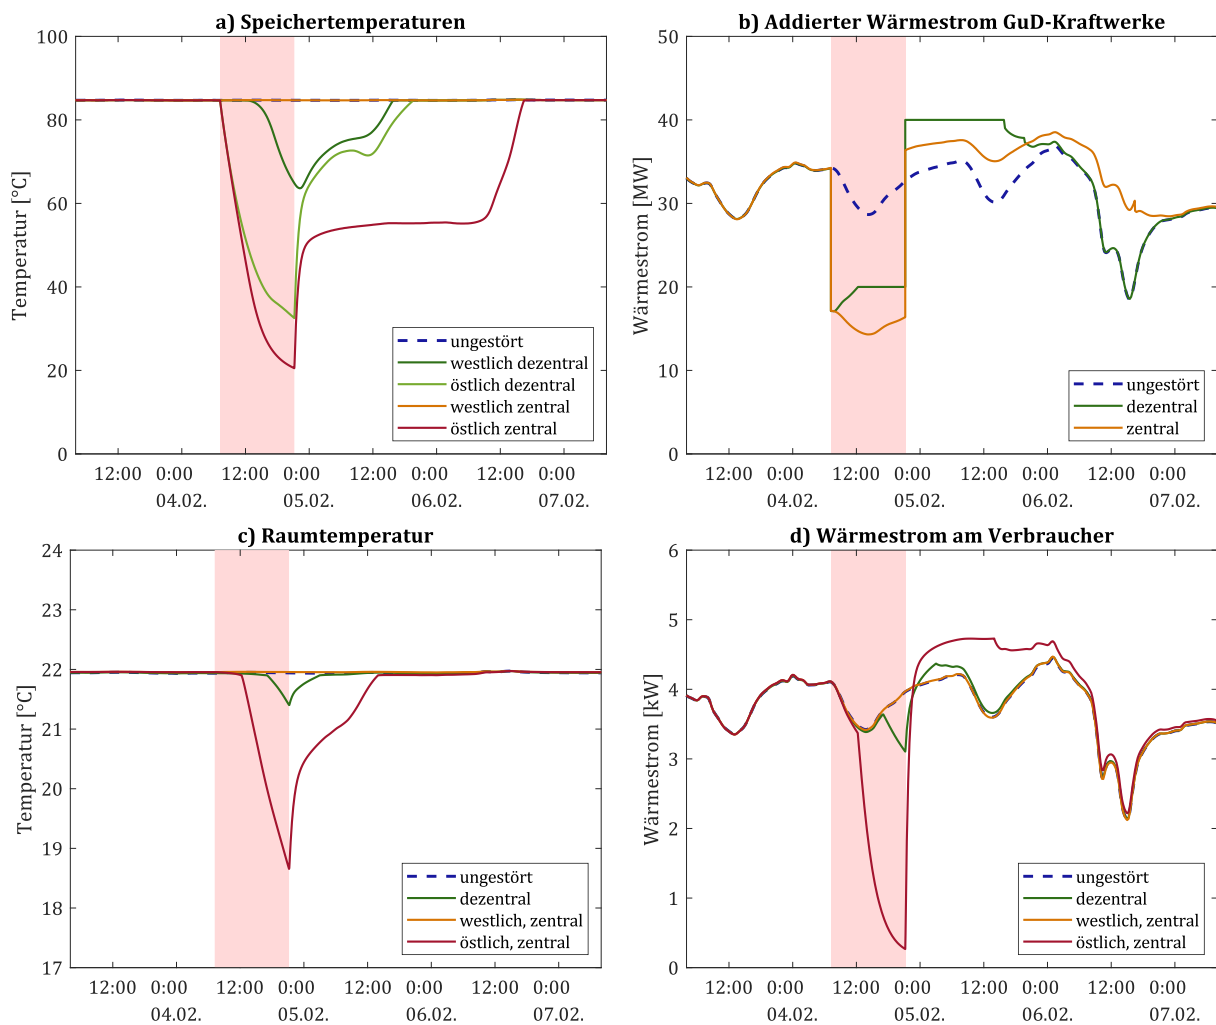 a) Speichertemperaturen
100
80
60
40
20
0
Temperatur [°C]
ungestört
westlich dezentral
östlich dezentral
westlich zentral
östlich zentral
12:00 0:00 12:00 0:00 12:00 0:00 12:00 0:00
04.02. 05.02. 06.02. 07.02.
b) Addierter Wärmestrom GuD-Kraftwerke
50
40
30
20
10
0
Wärmestrom [MW]
ungestört
dezentral
zentral
12:00 0:00 12:00 0:00 12:00 0:00 12:00 0:00
04.02. 05.02. 06.02. 07.02.
c) Raumtemperatur
24
23
22
21
20
19
18
17
Temperatur [°C]
ungestört
dezentral
westlich, zentral
östlich, zentral
12:00 0:00 12:00 0:00 12:00 0:00 12:00 0:00
04.02. 05.02. 06.02. 07.02.
d) Wärmestrom am Verbraucher
6
5
4
3
2
1
0
Wärmestrom [kW]
ungestört
dezentral
westlich, zentral
östlich, zentral
12:00 0:00 12:00 0:00 12:00 0:00 12:00 0:00
04.02. 05.02. 06.02. 07.02.